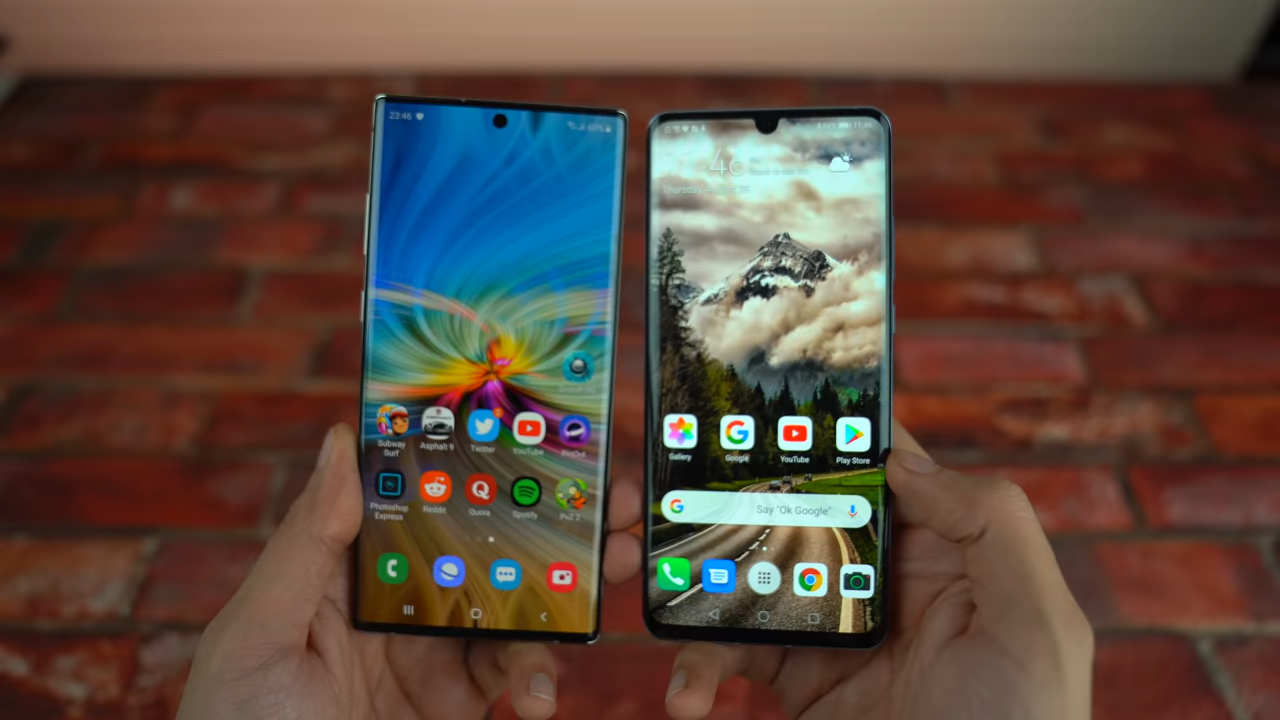 23:46
Subway
Surf
Asphalt 9
Twitter
YouTube
Photoshop
Express
Reddit
Quora
Spotify
PvZ 2
Thursday
Gallery
Google
YouTube
Play Store
Say "Ok Google"